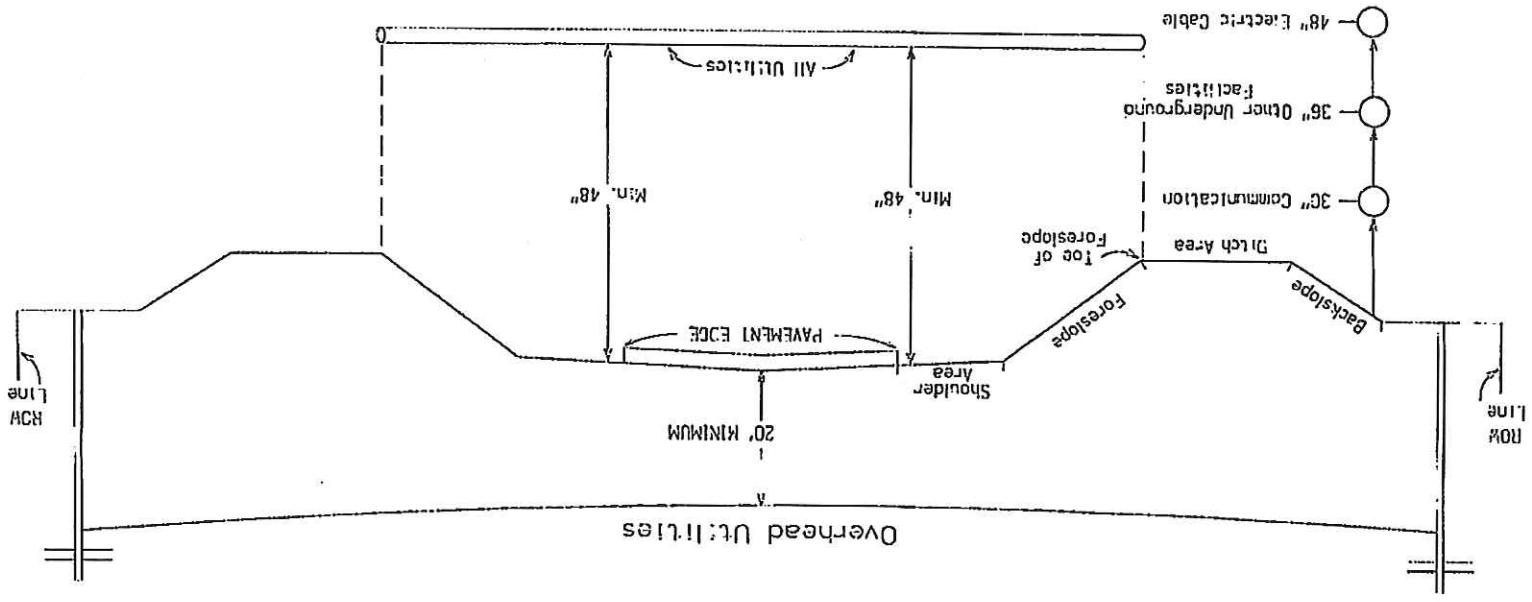 Overhead Utilities
20' MINIMUM
ROW
Line
ROW
Line
Shoulder
Area
PAVEMENT EDGE
Backslope
Foreslope
Ditch Area
Toe of
Foreslope
Min. 48"
Min. 48"
30" Communication
36" Other Underground
Facilities
48" Electric Cable
All Utilities